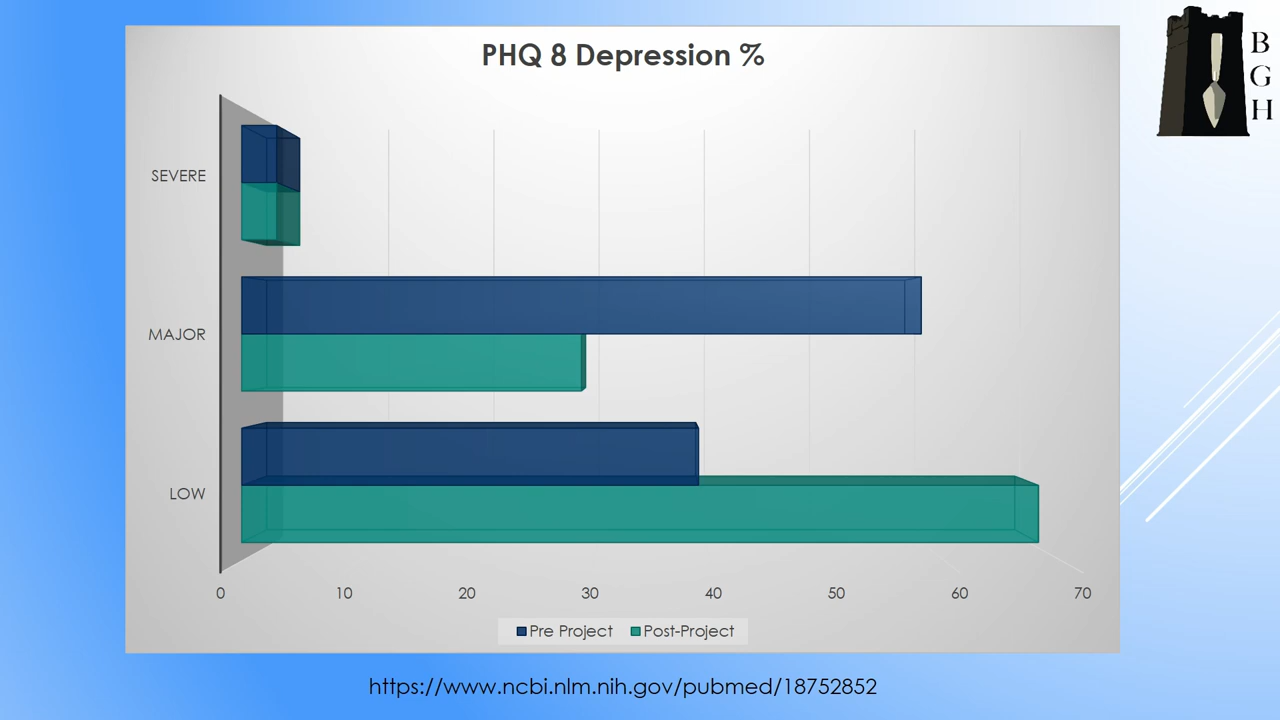 PHQ 8 Depression %
B
G
H
SEVERE
MAJOR
LOW
0 10 20 30 40 50 60 70
Pre Project Post-Project
https://www.ncbi.nlm.nih.gov/pubmed/18752852